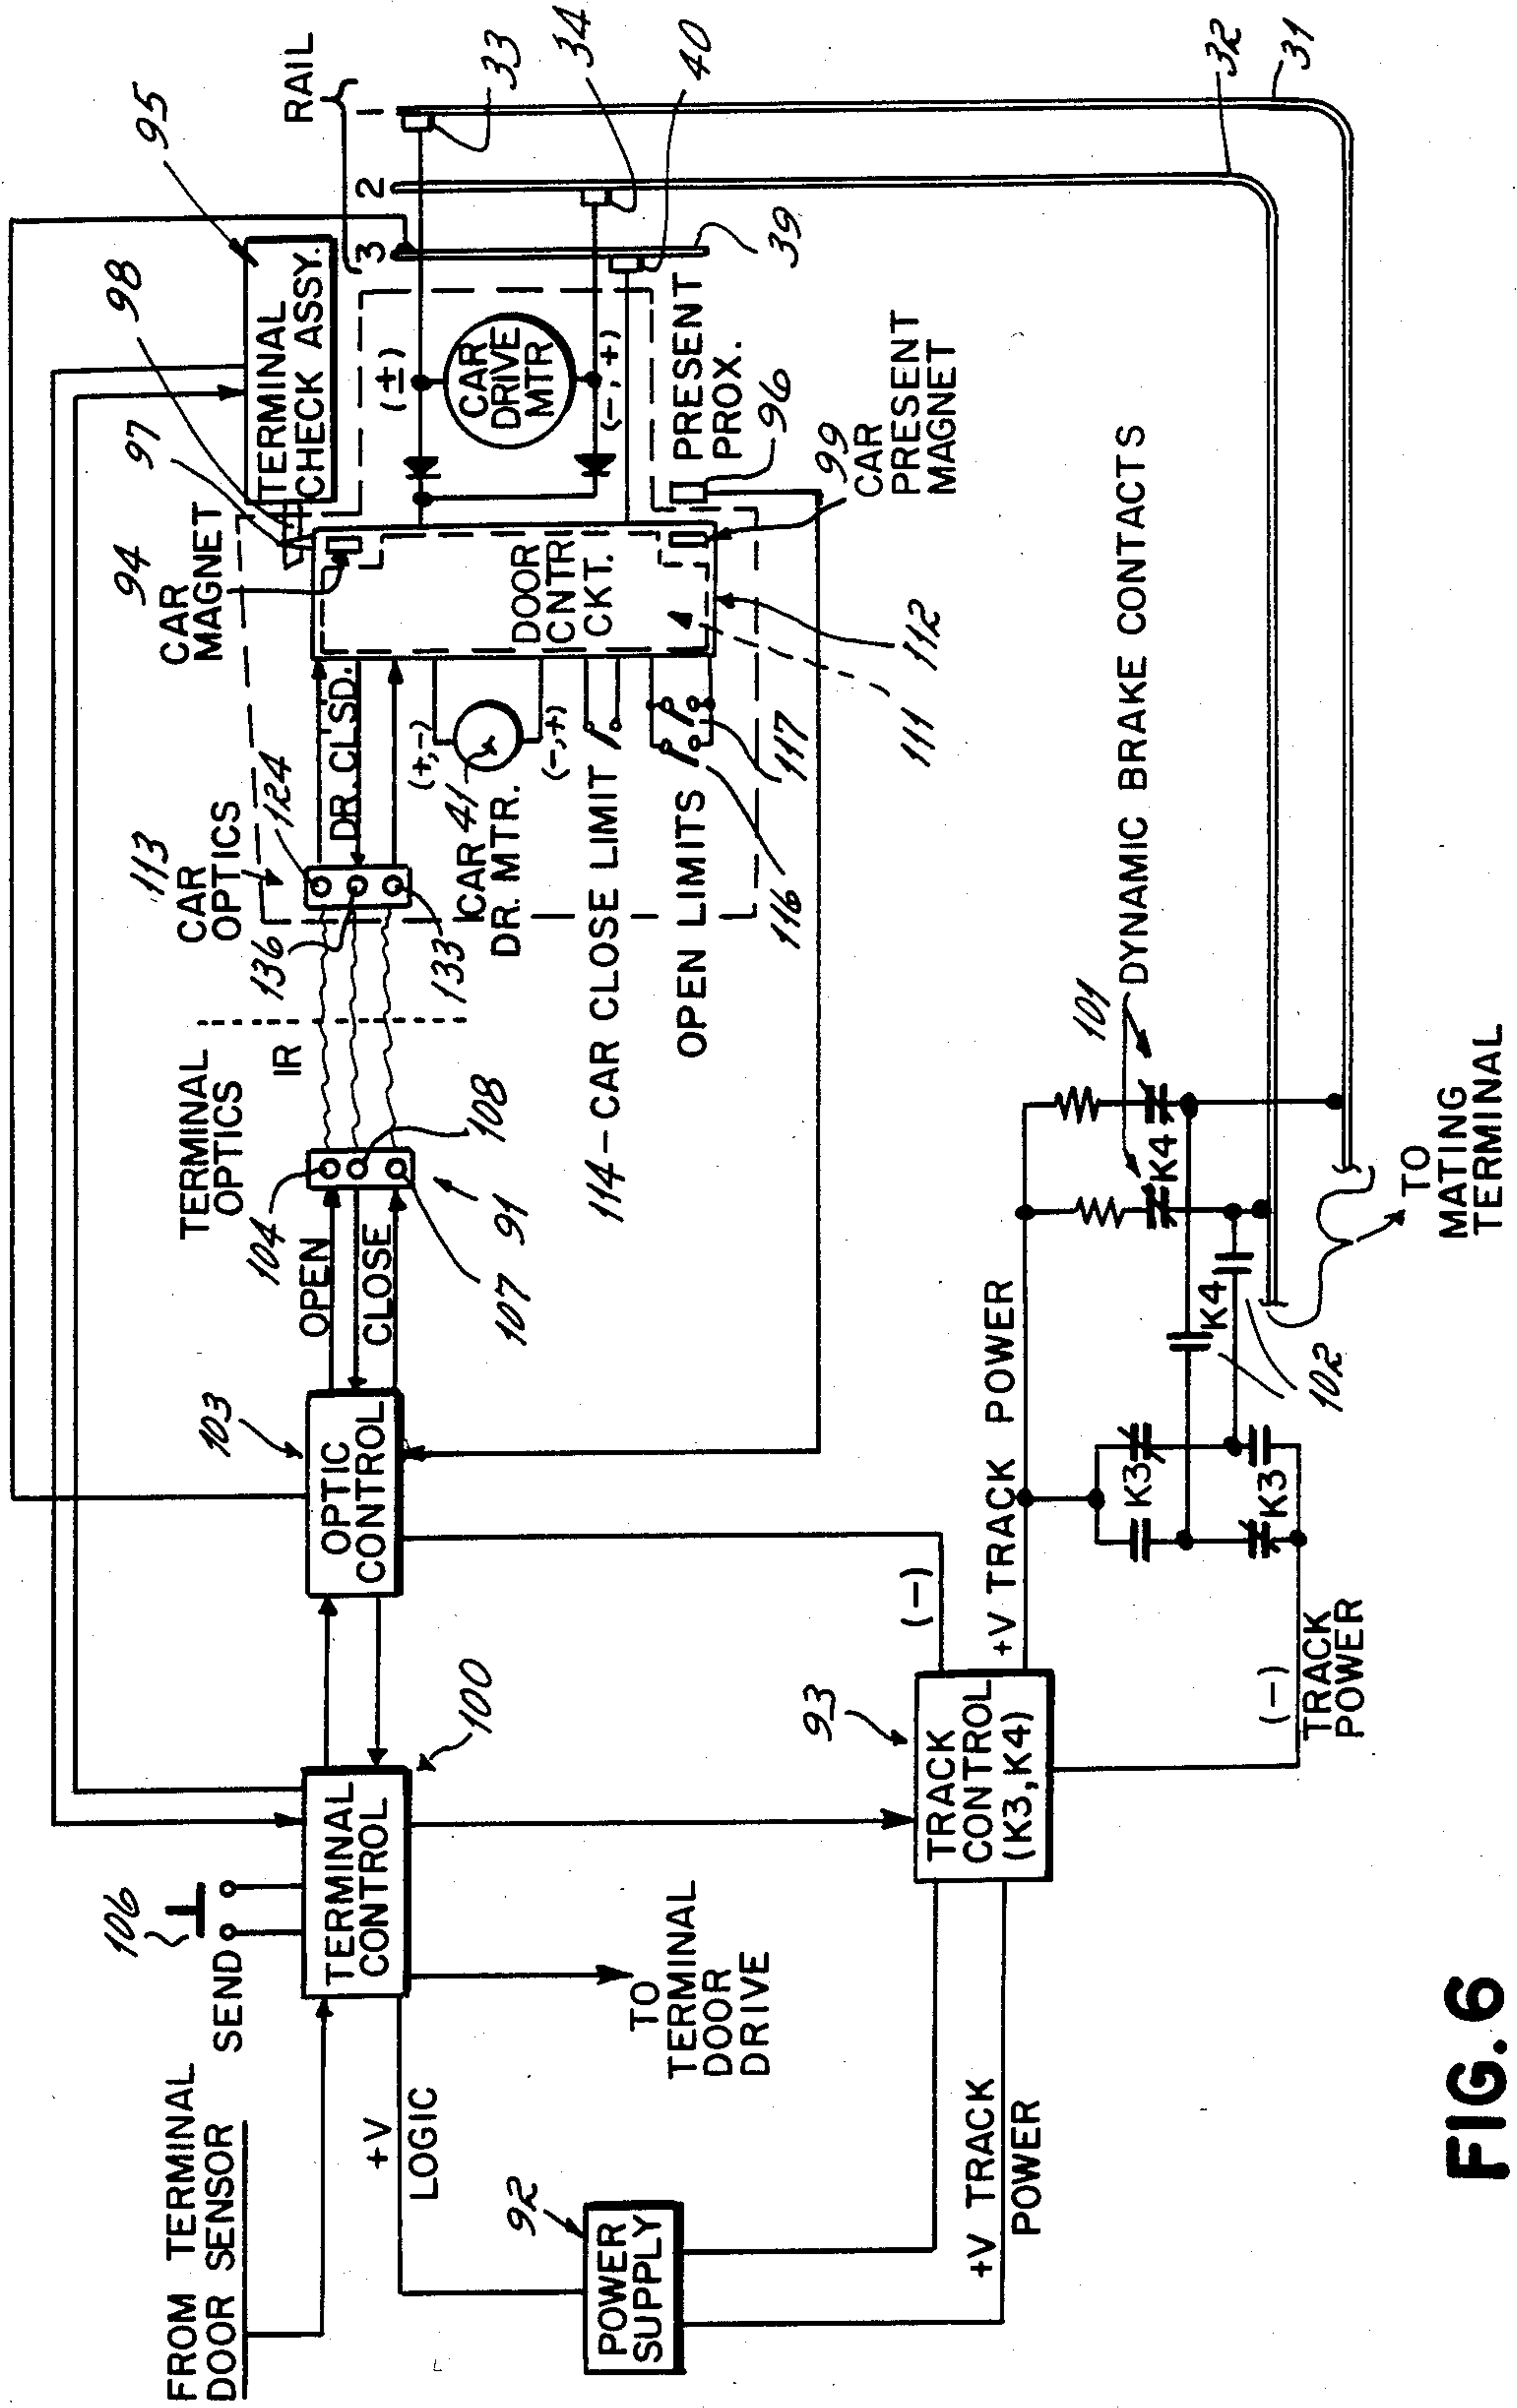 FROM TERMINAL
DOOR SENSOR
SEND
106
TERMINAL
CONTROL
100
+V
LOGIC
92
POWER
SUPPLY
TO
TERMINAL
DOOR
DRIVE
+V TRACK
POWER
93
TRACK
CONTROL
(K3,K4)
(-)
+V TRACK POWER
(-)
TRACK
POWER
103
OPTIC
CONTROL
OPEN
CLOSE
TERMINAL
OPTICS
104
107
108
91
IR
113
CAR
OPTICS
124
136
133
DR. CL'SD.
(+,-)
CAR
DR. MTR.
41
(-,+)
114-CAR CLOSE LIMIT
OPEN LIMITS
116
117
94
CAR
MAGNET
97
98
95
TERMINAL
CHECK ASSY.
DOOR
CNTR.
CKT.
111
112
(±)
CAR
DRIVE
MTR
(-,+)
PRESENT
PROX.
96
99
CAR
PRESENT
MAGNET
RAIL
3
2
1
33
34
40
39
32
31
K3
K3
K4
102
K4
101
DYNAMIC BRAKE CONTACTS
TO
MATING
TERMINAL
FIG. 6